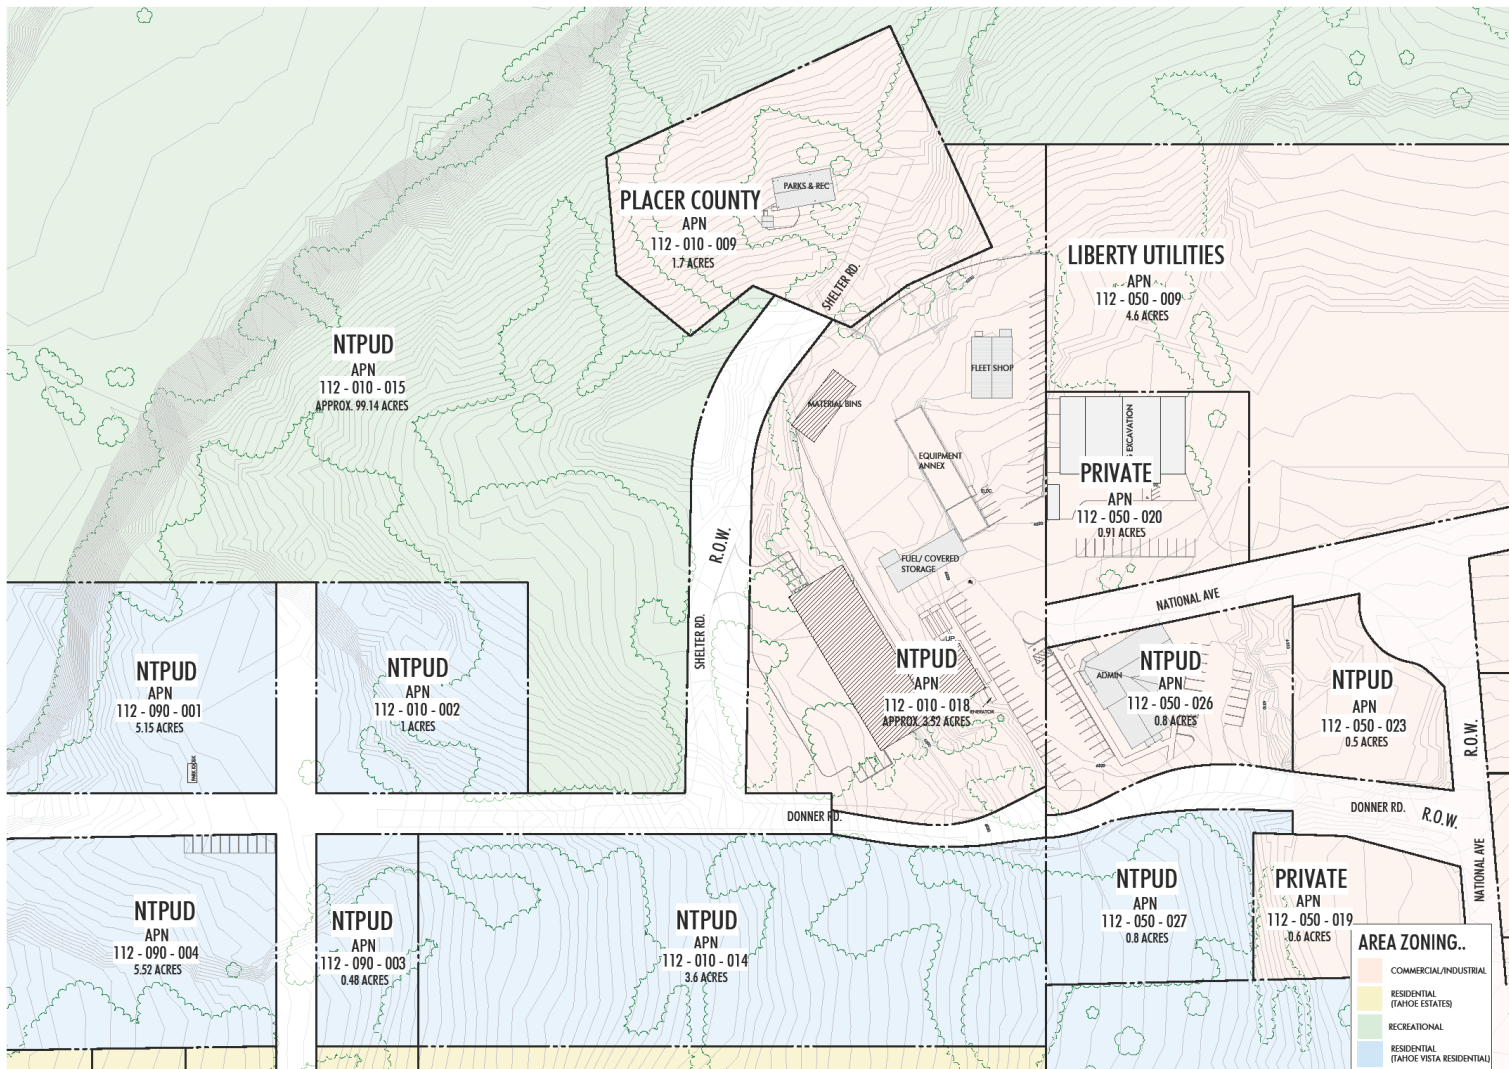 PLACER COUNTY
APN
112 - 010 - 009
1.7 ACRES
PARKS & REC
SHELTER RD.
LIBERTY UTILITIES
APN
112 - 050 - 009
4.6 ACRES
NTPUD
APN
112 - 010 - 015
APPROX. 99.14 ACRES
FLEET SHOP
MATERIAL BINS
EQUIPMENT
ANNEX
ELEC.
EXCAVATION
PRIVATE
APN
112 - 050 - 020
0.91 ACRES
R.O.W.
SHELTER RD.
FUEL/ COVERED
STORAGE
UP
NATIONAL AVE
NTPUD
APN
112 - 090 - 001
5.15 ACRES
NTPUD
APN
112 - 010 - 002
1 ACRES
NTPUD
APN
112 - 010 - 018
APPROX. 3.52 ACRES
ADMIN
NTPUD
APN
112 - 050 - 026
0.8 ACRES
NTPUD
APN
112 - 050 - 023
0.5 ACRES
R.O.W.
DONNER RD.
DONNER RD.
R.O.W.
NATIONAL AVE
NTPUD
APN
112 - 090 - 004
5.52 ACRES
NTPUD
APN
112 - 090 - 003
0.48 ACRES
NTPUD
APN
112 - 010 - 014
3.6 ACRES
NTPUD
APN
112 - 050 - 027
0.8 ACRES
PRIVATE
APN
112 - 050 - 019
0.6 ACRES
AREA ZONING..
COMMERCIAL/INDUSTRIAL
RESIDENTIAL
(TAHOE ESTATES)
RECREATIONAL
RESIDENTIAL
(TAHOE VISTA RESIDENTIAL)